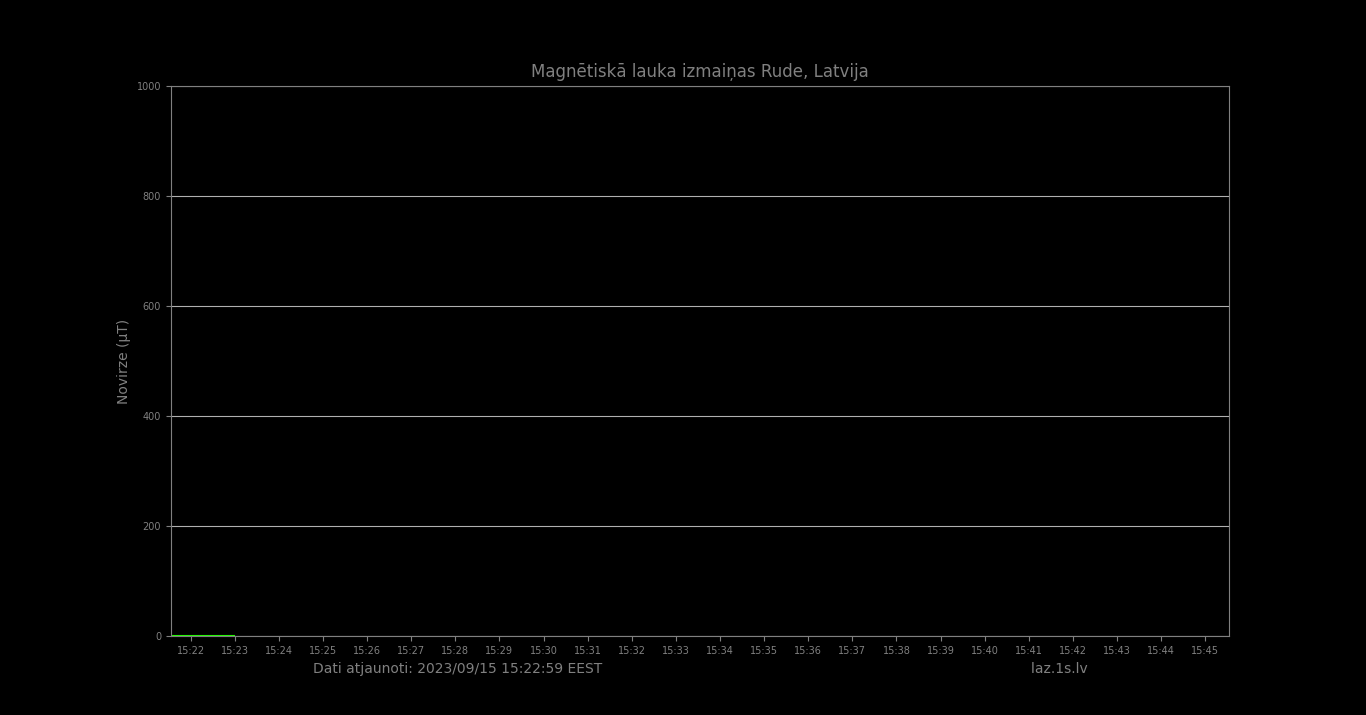 Magnētiskā lauka izmaiņas Rude, Latvija
1000
800
600
400
200
0
Novirze (μT)
15:22 15:23 15:24 15:25 15:26 15:27 15:28 15:29 15:30 15:31 15:32 15:33 15:34 15:35 15:36 15:37 15:38 15:39 15:40 15:41 15:42 15:43 15:44 15:45
Dati atjaunoti: 2023/09/15 15:22:59 EEST laz.1s.lv